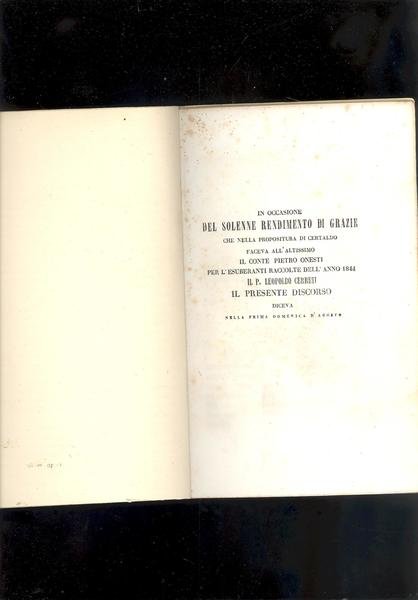 IN OCCASIONE
DEL SOLENNE RENDIMENTO DI GRAZIE
CHE NELLA PROPOSITURA DI CERTALDO
FACEVA ALL'ALTISSIMO
IL CONTE PIETRO ONESTI
PER L'ESUBERANTI RACCOLTE DELL'ANNO 1844
IL P. LEOPOLDO CERRUSI
IL PRESENTE DISCORSO
DICEVA
NELLA PRIMA DOMENICA D'AGOSTO